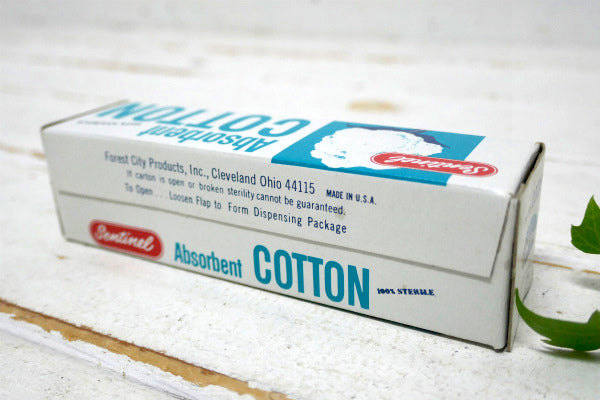 Absorbent
COTTON
Sentinel
Forest City Products, Inc., Cleveland Ohio 44115 MADE IN U.S.A.
If carton is open or broken sterility cannot be guaranteed.
To Open . . . Loosen Flap to Form Dispensing Package
Sentinel
Absorbent COTTON 100% STERILE